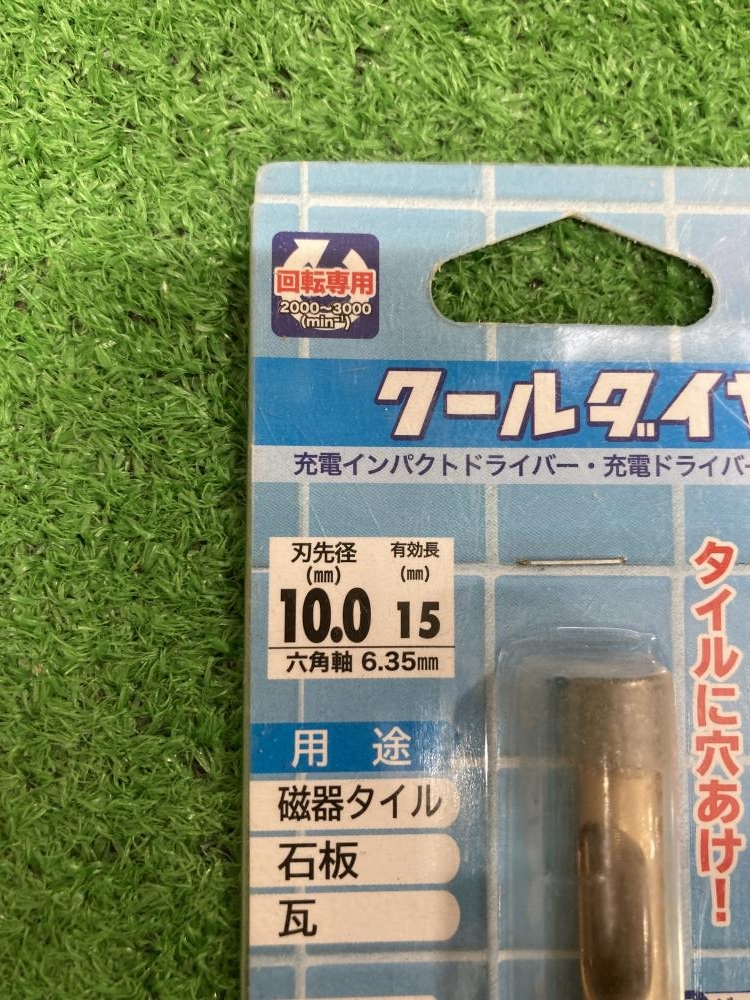 回転専用
2000～3000
(min⁻¹)
クールダイヤ
充電インパクトドライバー・充電ドライバー
刃先径
(mm)
10.0
有効長
(mm)
15
六角軸 6.35mm
用途
磁器タイル
石板
瓦
タイルに穴あけ！